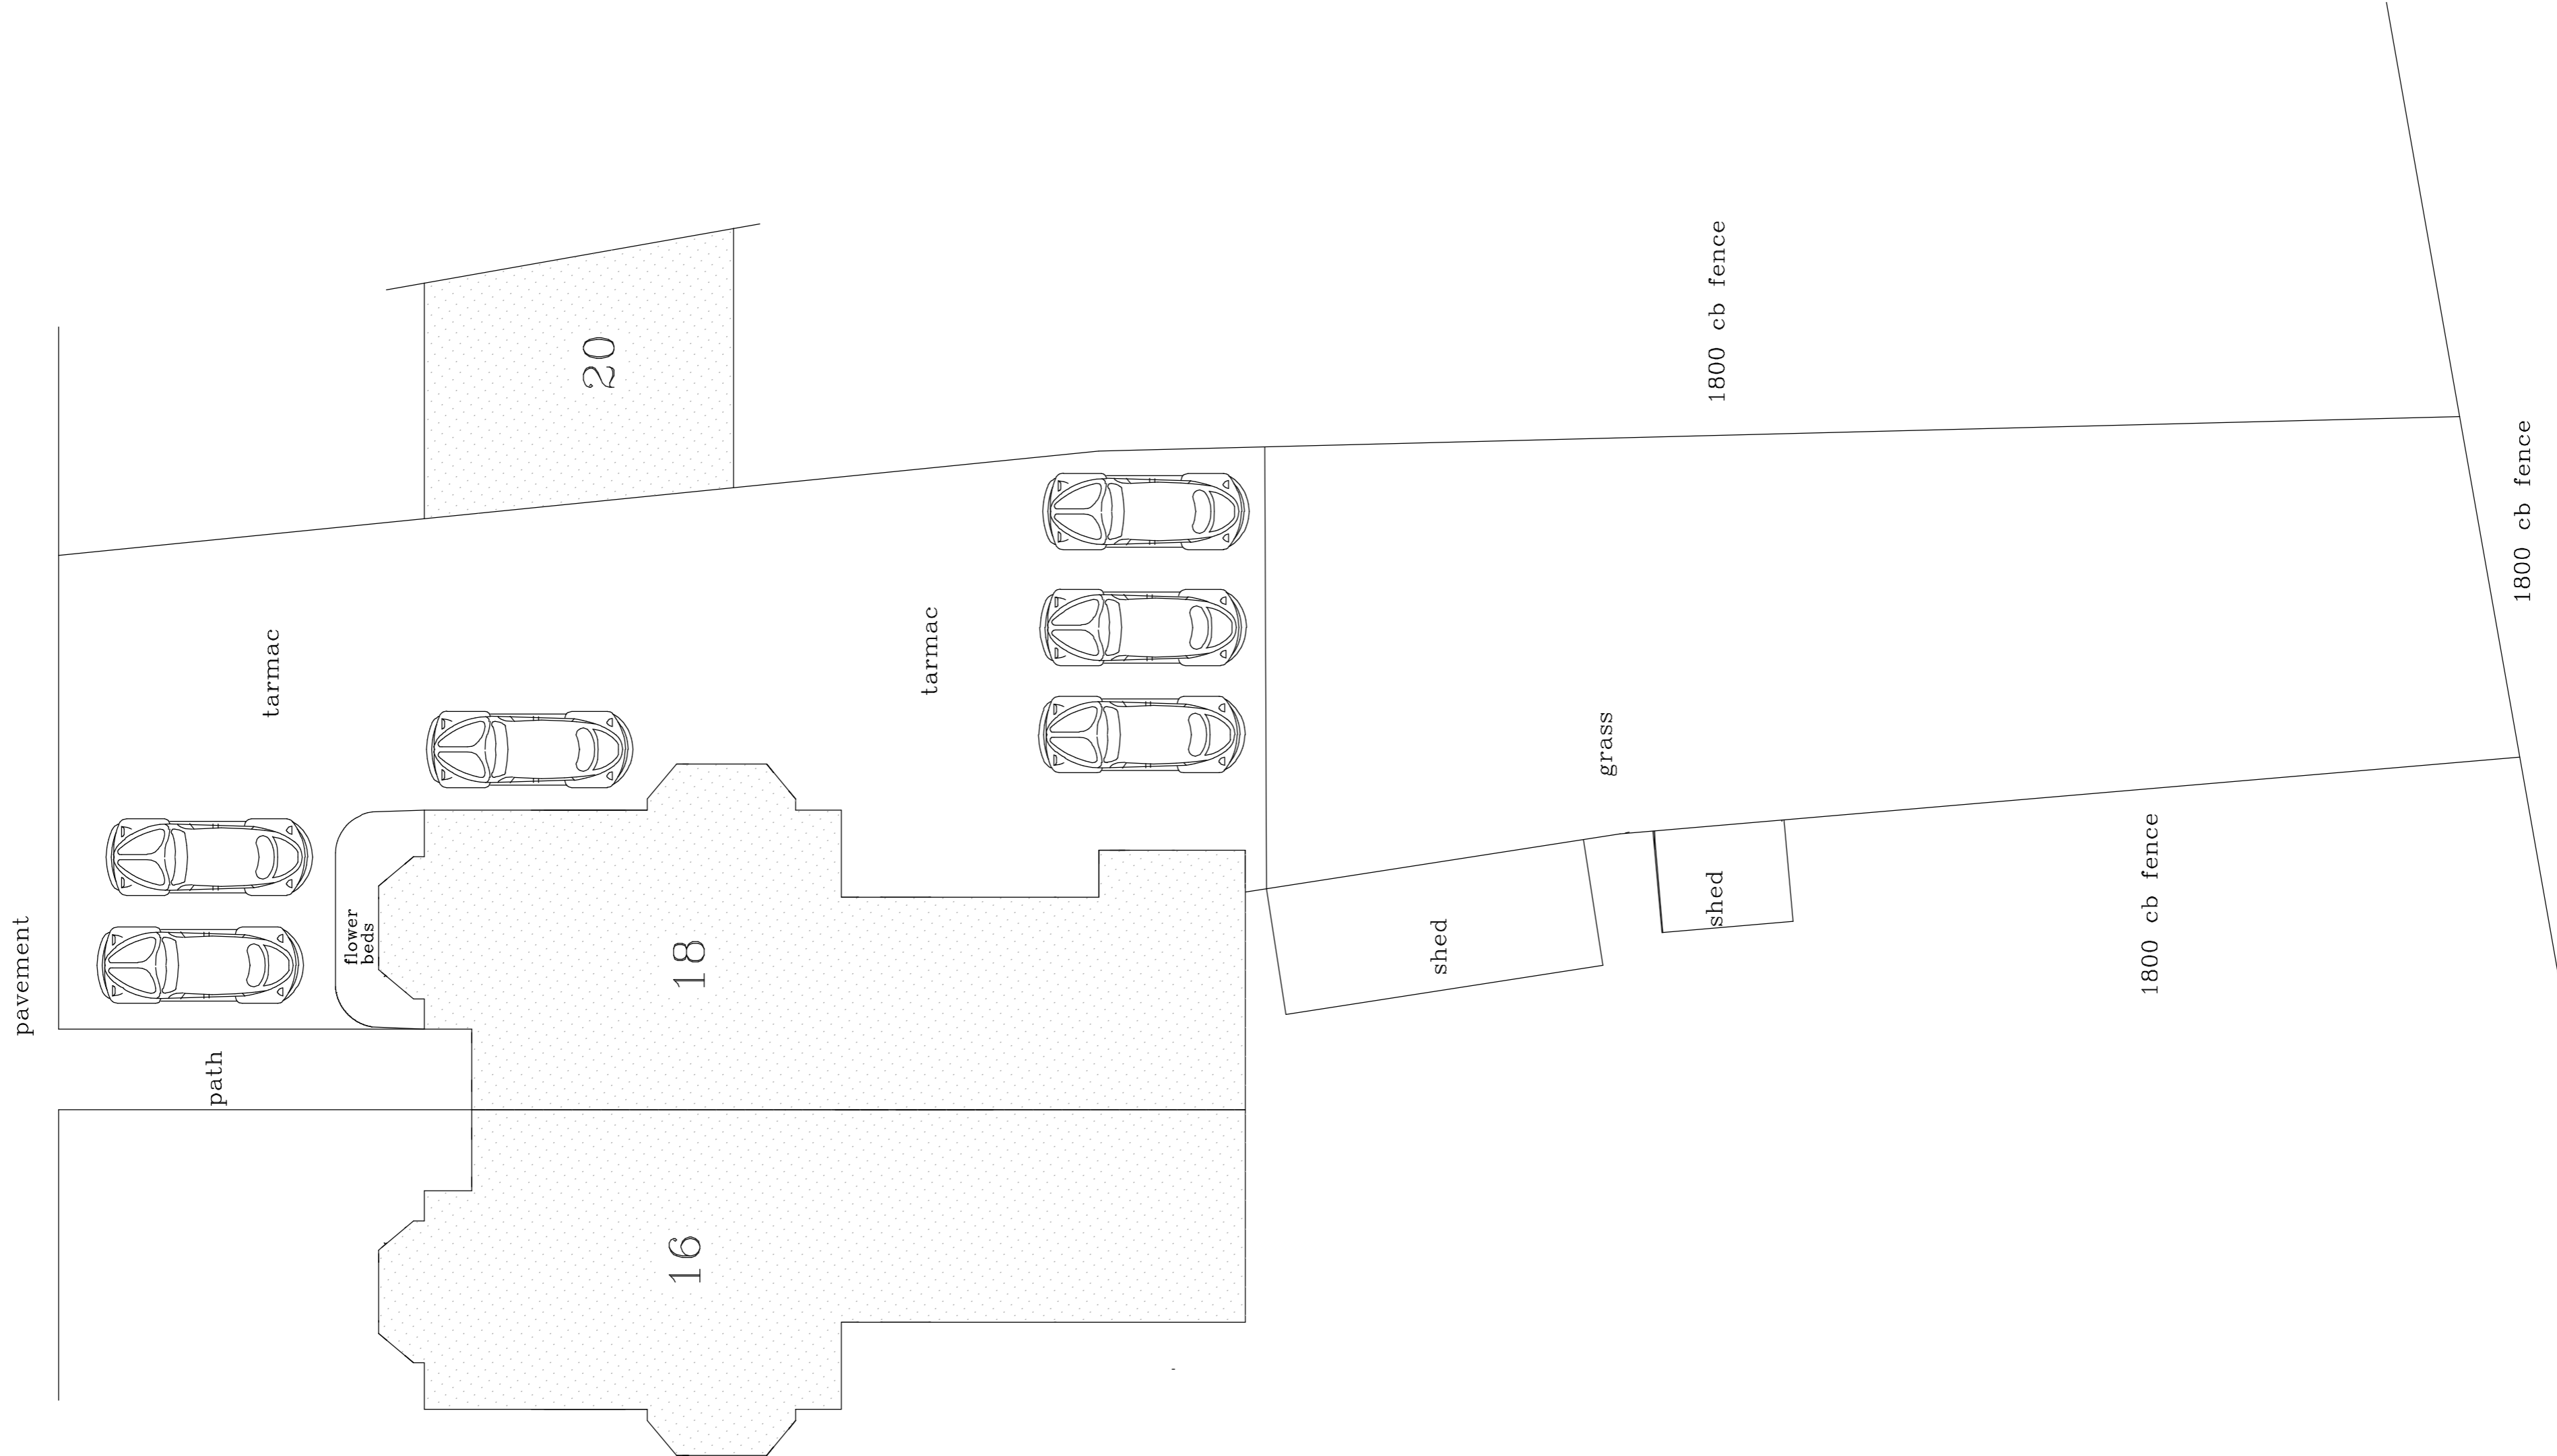 pavement
path
tarmac
flower
beds
20
18
16
tarmac
shed
grass
shed
1800 cb fence
1800 cb fence
1800 cb fence